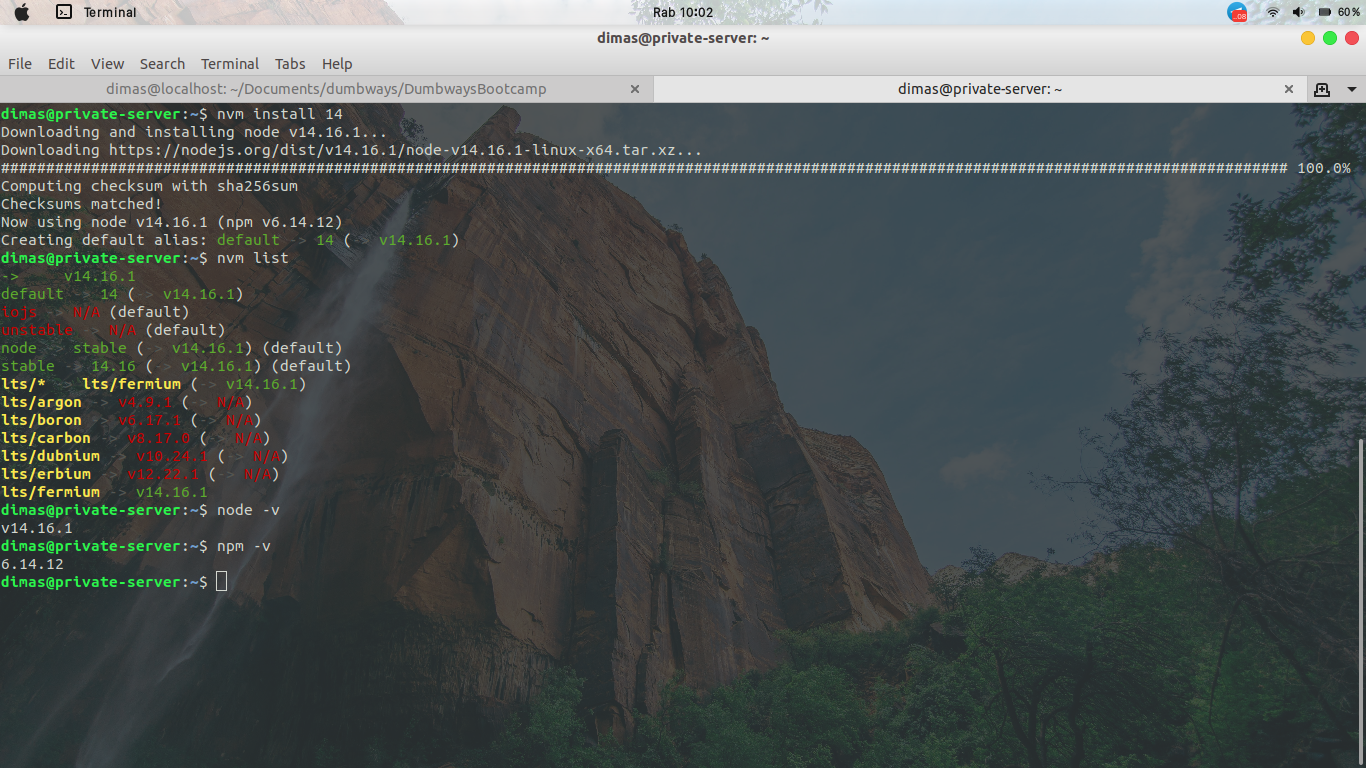 Terminal
Rab 10:02
60%
dimas@private-server: ~
File Edit View Search Terminal Tabs Help
dimas@localhost: ~/Documents/dumbways/DumbwaysBootcamp ×
dimas@private-server: ~ ×
dimas@private-server:~$ nvm install 14
Downloading and installing node v14.16.1...
Downloading https://nodejs.org/dist/v14.16.1/node-v14.16.1-linux-x64.tar.xz...
############################################################################################################################################### 100.0%
Computing checksum with sha256sum
Checksums matched!
Now using node v14.16.1 (npm v6.14.12)
Creating default alias: default -> 14 (-> v14.16.1)
dimas@private-server:~$ nvm list
-> v14.16.1
default -> 14 (-> v14.16.1)
iojs -> N/A (default)
unstable -> N/A (default)
node -> stable (-> v14.16.1) (default)
stable -> 14.16 (-> v14.16.1) (default)
lts/* -> lts/fermium (-> v14.16.1)
lts/argon -> v4.9.1 (-> N/A)
lts/boron -> v6.17.1 (-> N/A)
lts/carbon -> v8.17.0 (-> N/A)
lts/dubnium -> v10.24.1 (-> N/A)
lts/erbium -> v12.22.1 (-> N/A)
lts/fermium -> v14.16.1
dimas@private-server:~$ node -v
v14.16.1
dimas@private-server:~$ npm -v
6.14.12
dimas@private-server:~$